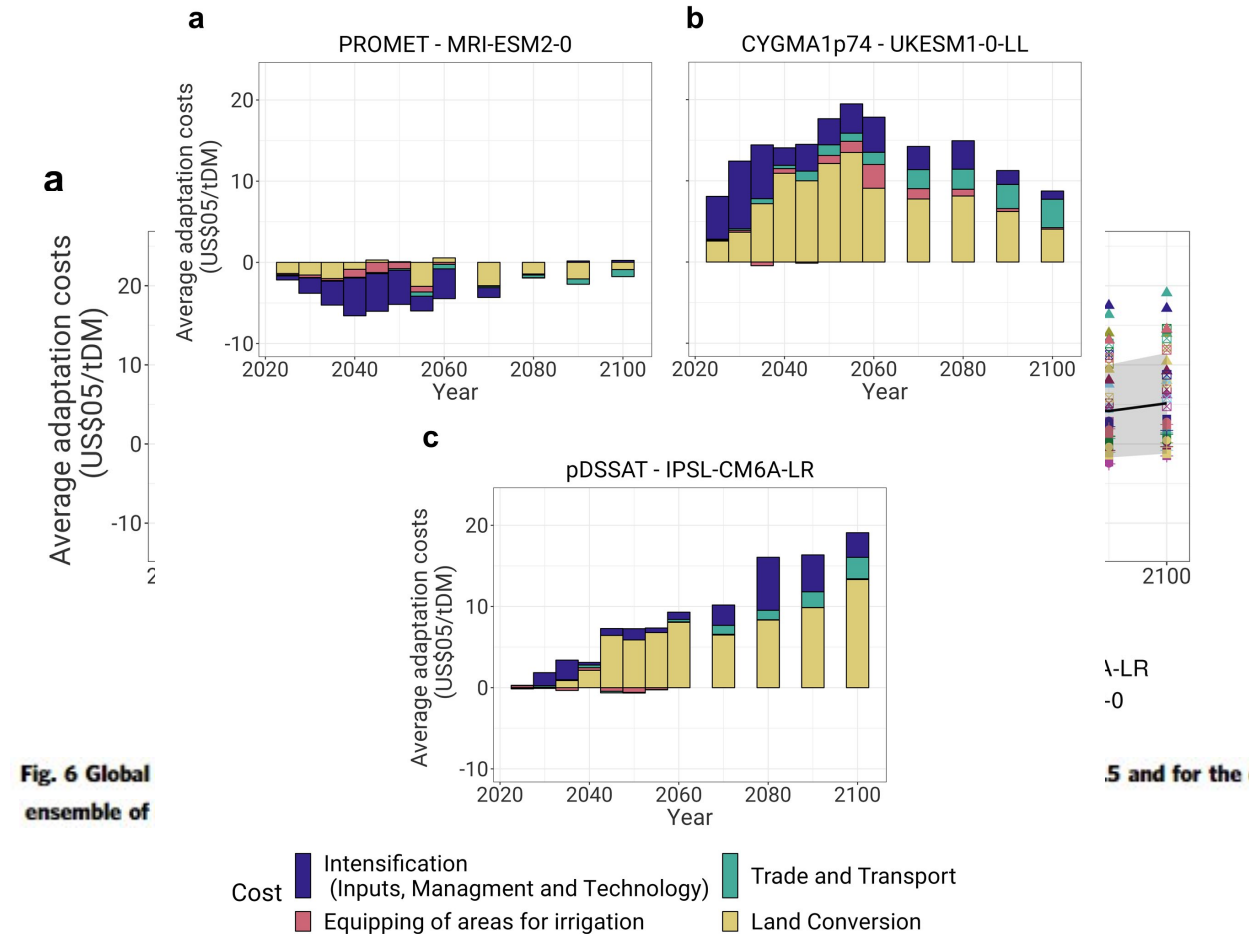 a
b
PROMET - MRI-ESM2-0
CYGMA1p74 - UKESM1-0-LL
Average adaptation costs
(US$05/tDM)
20
10
0
-10
2020
2040
2060
2080
2100
Year
2020
2040
2060
2080
2100
Year
a
Average adaptation costs
(US$05/tDM)
20
10
0
-10
2
2100
c
pDSSAT - IPSL-CM6A-LR
Average adaptation costs
(US$05/tDM)
20
10
0
-10
2020
2040
2060
2080
2100
Year
A-LR
-0
Fig. 6 Global
.5 and for the
ensemble of
Cost
Intensification
(Inputs, Managment and Technology)
Trade and Transport
Equipping of areas for irrigation
Land Conversion